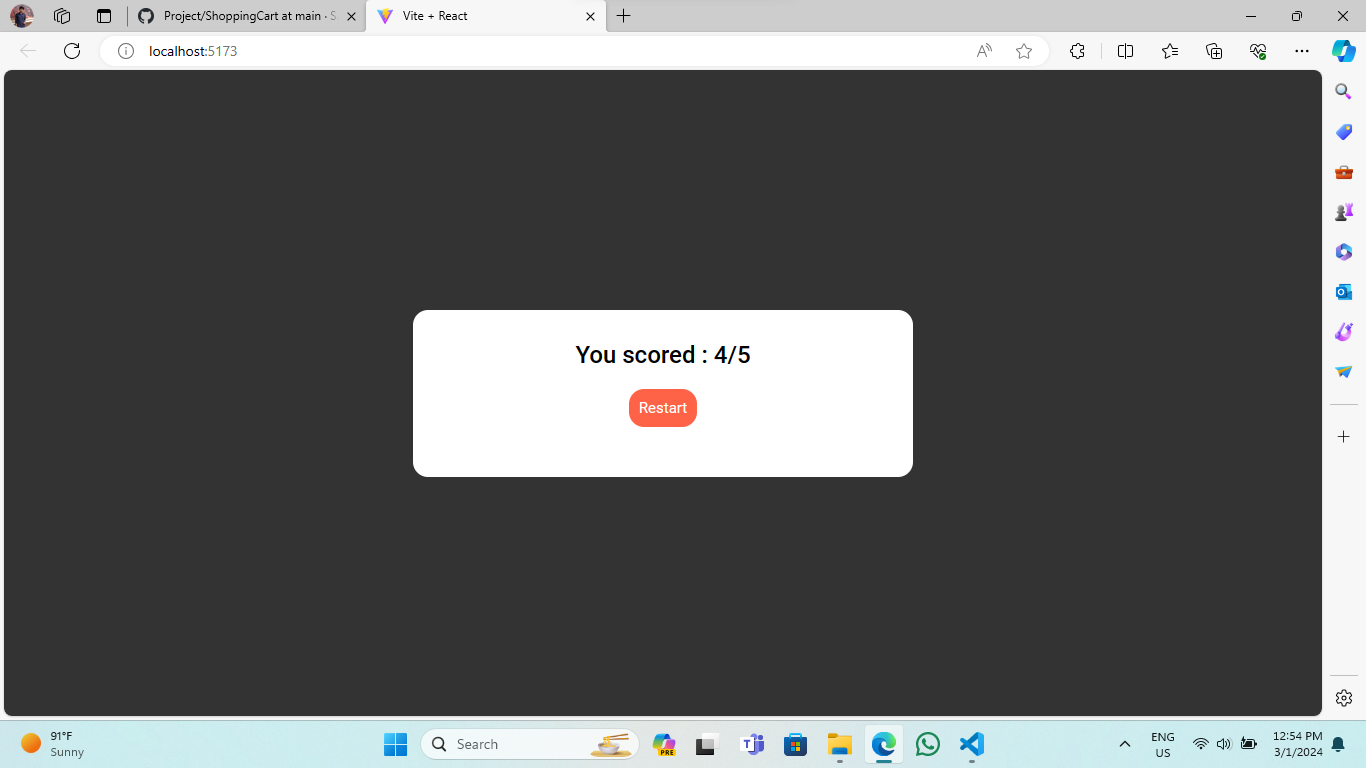 Project/ShoppingCart at main · S
Vite + React
localhost:5173
You scored : 4/5
Restart
91°F
Sunny
Search
PRE
ENG
US
12:54 PM
3/1/2024